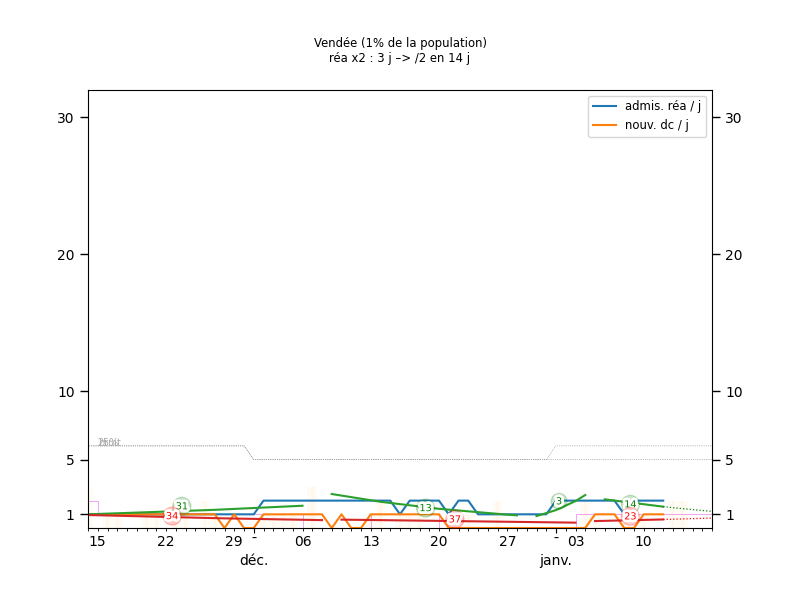 Vendée (1% de la population)
réa x2 : 3 j –> /2 en 14 j
admis. réa / j
nouv. dc / j
30 30
20 20
10 10
5 5
1 1
31
34
13
37
3
14
23
15 22 29 - 06 13 20 27 - 03 10
déc. janv.